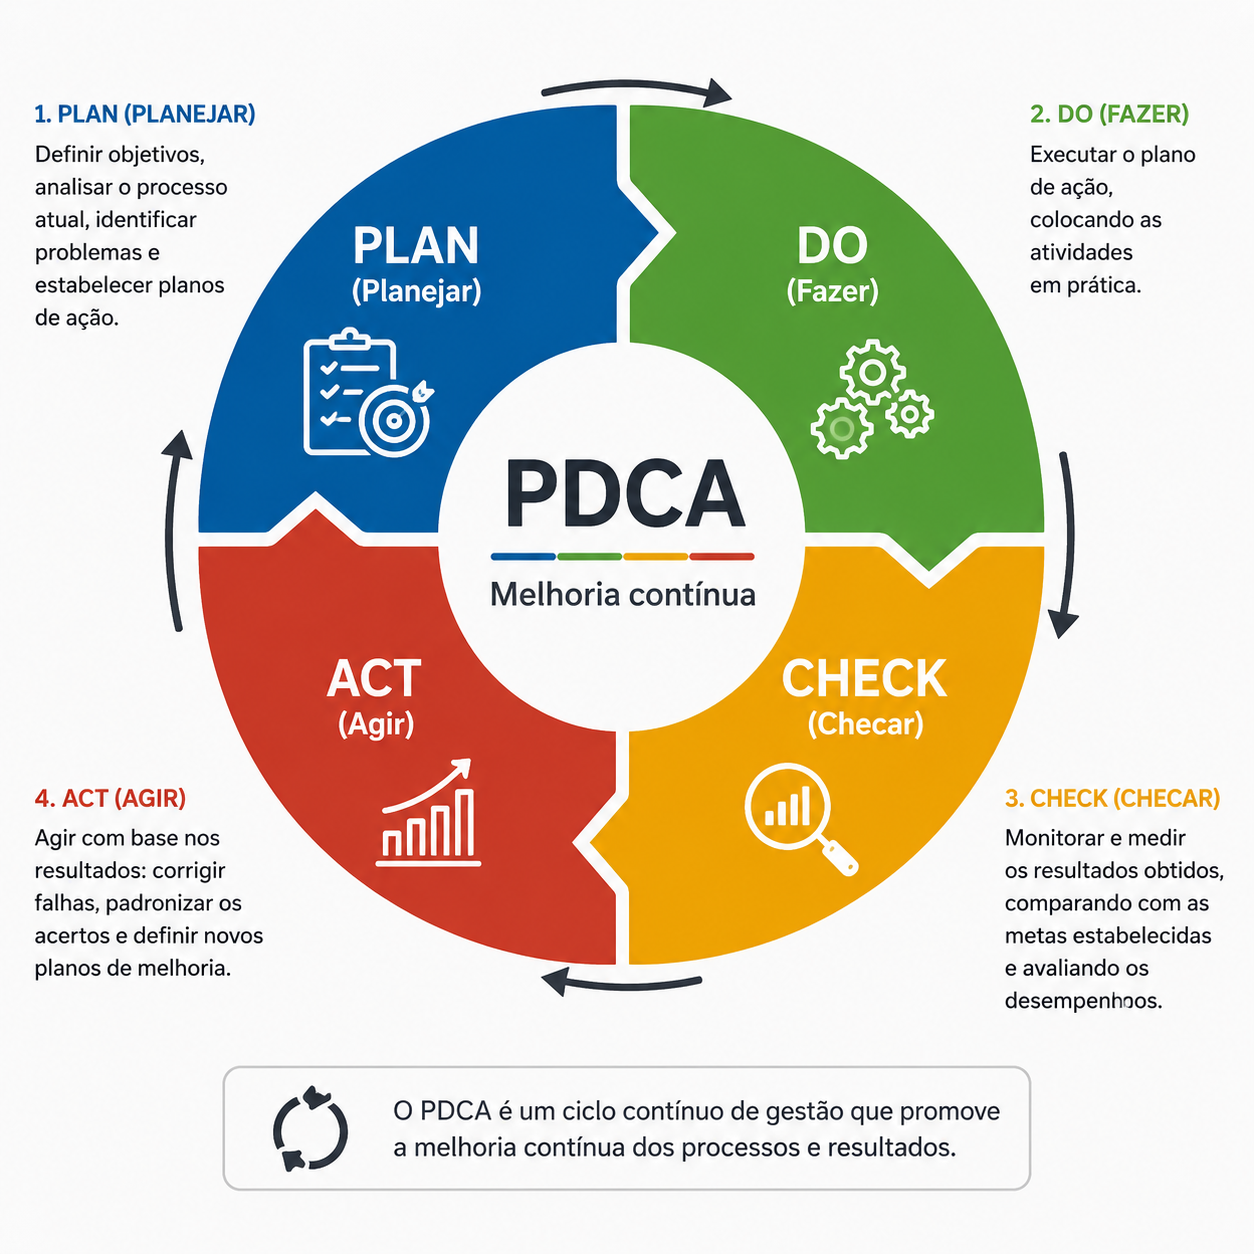 1. PLAN (PLANEJAR)
Definir objetivos,
analisar o processo
atual, identificar
problemas e
estabelecer planos
de ação.
2. DO (FAZER)
Executar o plano
de ação,
colocando as
atividades
em prática.
PLAN
(Planejar)
DO
(Fazer)
PDCA
Melhoria contínua
ACT
(Agir)
CHECK
(Checar)
4. ACT (AGIR)
Agir com base nos
resultados: corrigir
falhas, padronizar os
acertos e definir novos
planos de melhoria.
3. CHECK (CHECAR)
Monitorar e medir
os resultados obtidos,
comparando com as
metas estabelecidas
e avaliando os
desempenhos.
O PDCA é um ciclo contínuo de gestão que promove
a melhoria contínua dos processos e resultados.